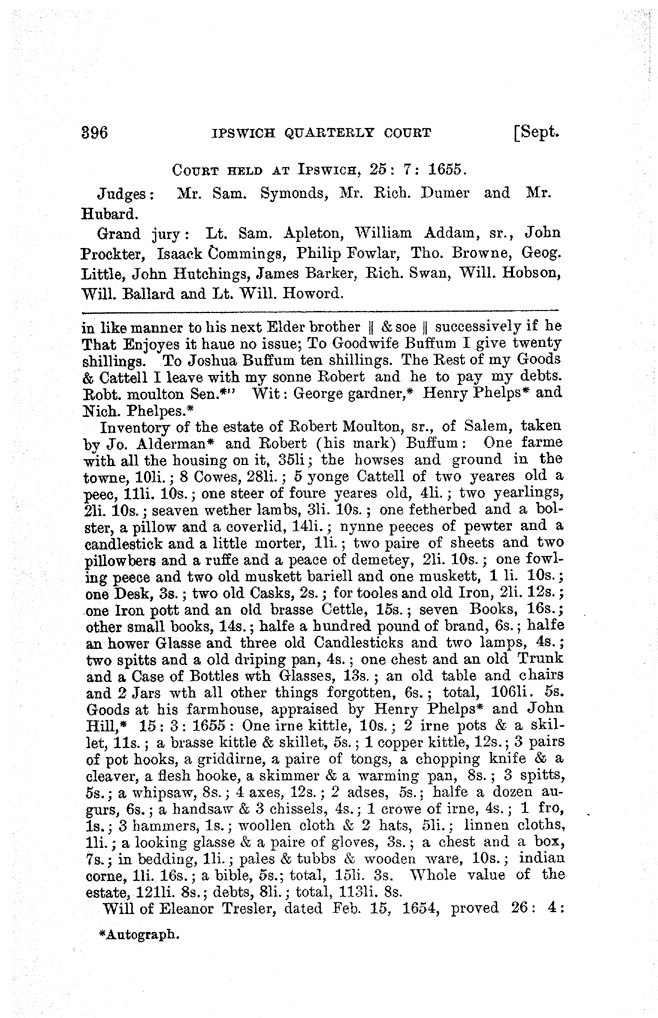 396 IPSWICH QUARTERLY COURT [Sept.
COURT HELD AT IPSWICH, 25: 7: 1655.
Judges: Mr. Sam. Symonds, Mr. Rich. Dumer and Mr.
Hubard.
Grand jury: Lt. Sam. Apleton, William Addam, sr., John
Prockter, Isaack Commings, Philip Fowlar, Tho. Browne, Geog.
Little, John Hutchings, James Barker, Rich. Swan, Will. Hobson,
Will. Ballard and Lt. Will. Howord.
in like manner to his next Elder brother || & soe || successively if he
That Enjoyes it haue no issue; To Goodwife Buffum I give twenty
shillings. To Joshua Buffum ten shillings. The Rest of my Goods
& Cattell I leave with my sonne Robert and he to pay my debts.
Robt. moulton Sen.*" Wit: George gardner,* Henry Phelps* and
Nich. Phelpes.*
Inventory of the estate of Robert Moulton, sr., of Salem, taken
by Jo. Alderman* and Robert (his mark) Buffum: One farme
with all the housing on it, 35li; the howses and ground in the
towne, 10li.; 8 Cowes, 28li.; 5 yonge Cattell of two yeares old a
peec, 11li. 10s.; one steer of foure yeares old, 4li.; two yearlings,
2li. 10s.; seaven wether lambs, 3li. 10s.; one fetherbed and a bol-
ster, a pillow and a coverlid, 14li.; nynne peeces of pewter and a
candlestick and a little morter, 1li.; two paire of sheets and two
pillowbers and a ruffe and a peace of demetey, 2li. 10s.; one fowl-
ing peece and two old muskett bariell and one muskett, 1 li. 10s.;
one Desk, 3s.; two old Casks, 2s.; for tooles and old Iron, 2li. 12s.;
one Iron pott and an old brasse Cettle, 15s.; seven Books, 16s.;
other small books, 14s.; halfe a hundred pound of brand, 6s.; halfe
an hower Glasse and three old Candlesticks and two lamps, 4s.;
two spitts and a old driping pan, 4s.; one chest and an old Trunk
and a Case of Bottles wth Glasses, 13s.; an old table and chairs
and 2 Jars wth all other things forgotten, 6s.; total, 106li. 5s.
Goods at his farmhouse, appraised by Henry Phelps* and John
Hill,* 15: 3: 1655: One irne kittle, 10s.; 2 irne pots & a skil-
let, 11s.; a brasse kittle & skillet, 5s.; 1 copper kittle, 12s.; 3 pairs
of pot hooks, a griddirne, a paire of tongs, a chopping knife & a
cleaver, a flesh hooke, a skimmer & a warming pan, 8s.; 3 spitts,
5s.; a whipsaw, 8s.; 4 axes, 12s.; 2 adses, 5s.; halfe a dozen au-
gurs, 6s.; a handsaw & 3 chissels, 4s.; 1 crowe of irne, 4s.; 1 fro,
1s.; 3 hammers, 1s.; woollen cloth & 2 hats, 5li.; linnen cloths,
1li.; a looking glasse & a paire of gloves, 3s.; a chest and a box,
7s.; in bedding, 1li.; pales & tubbs & wooden ware, 10s.; indian
corne, 1li. 16s.; a bible, 5s.; total, 15li. 3s. Whole value of the
estate, 121li. 8s.; debts, 8li.; total, 113li. 8s.
Will of Eleanor Tresler, dated Feb. 15, 1654, proved 26: 4:
*Autograph.